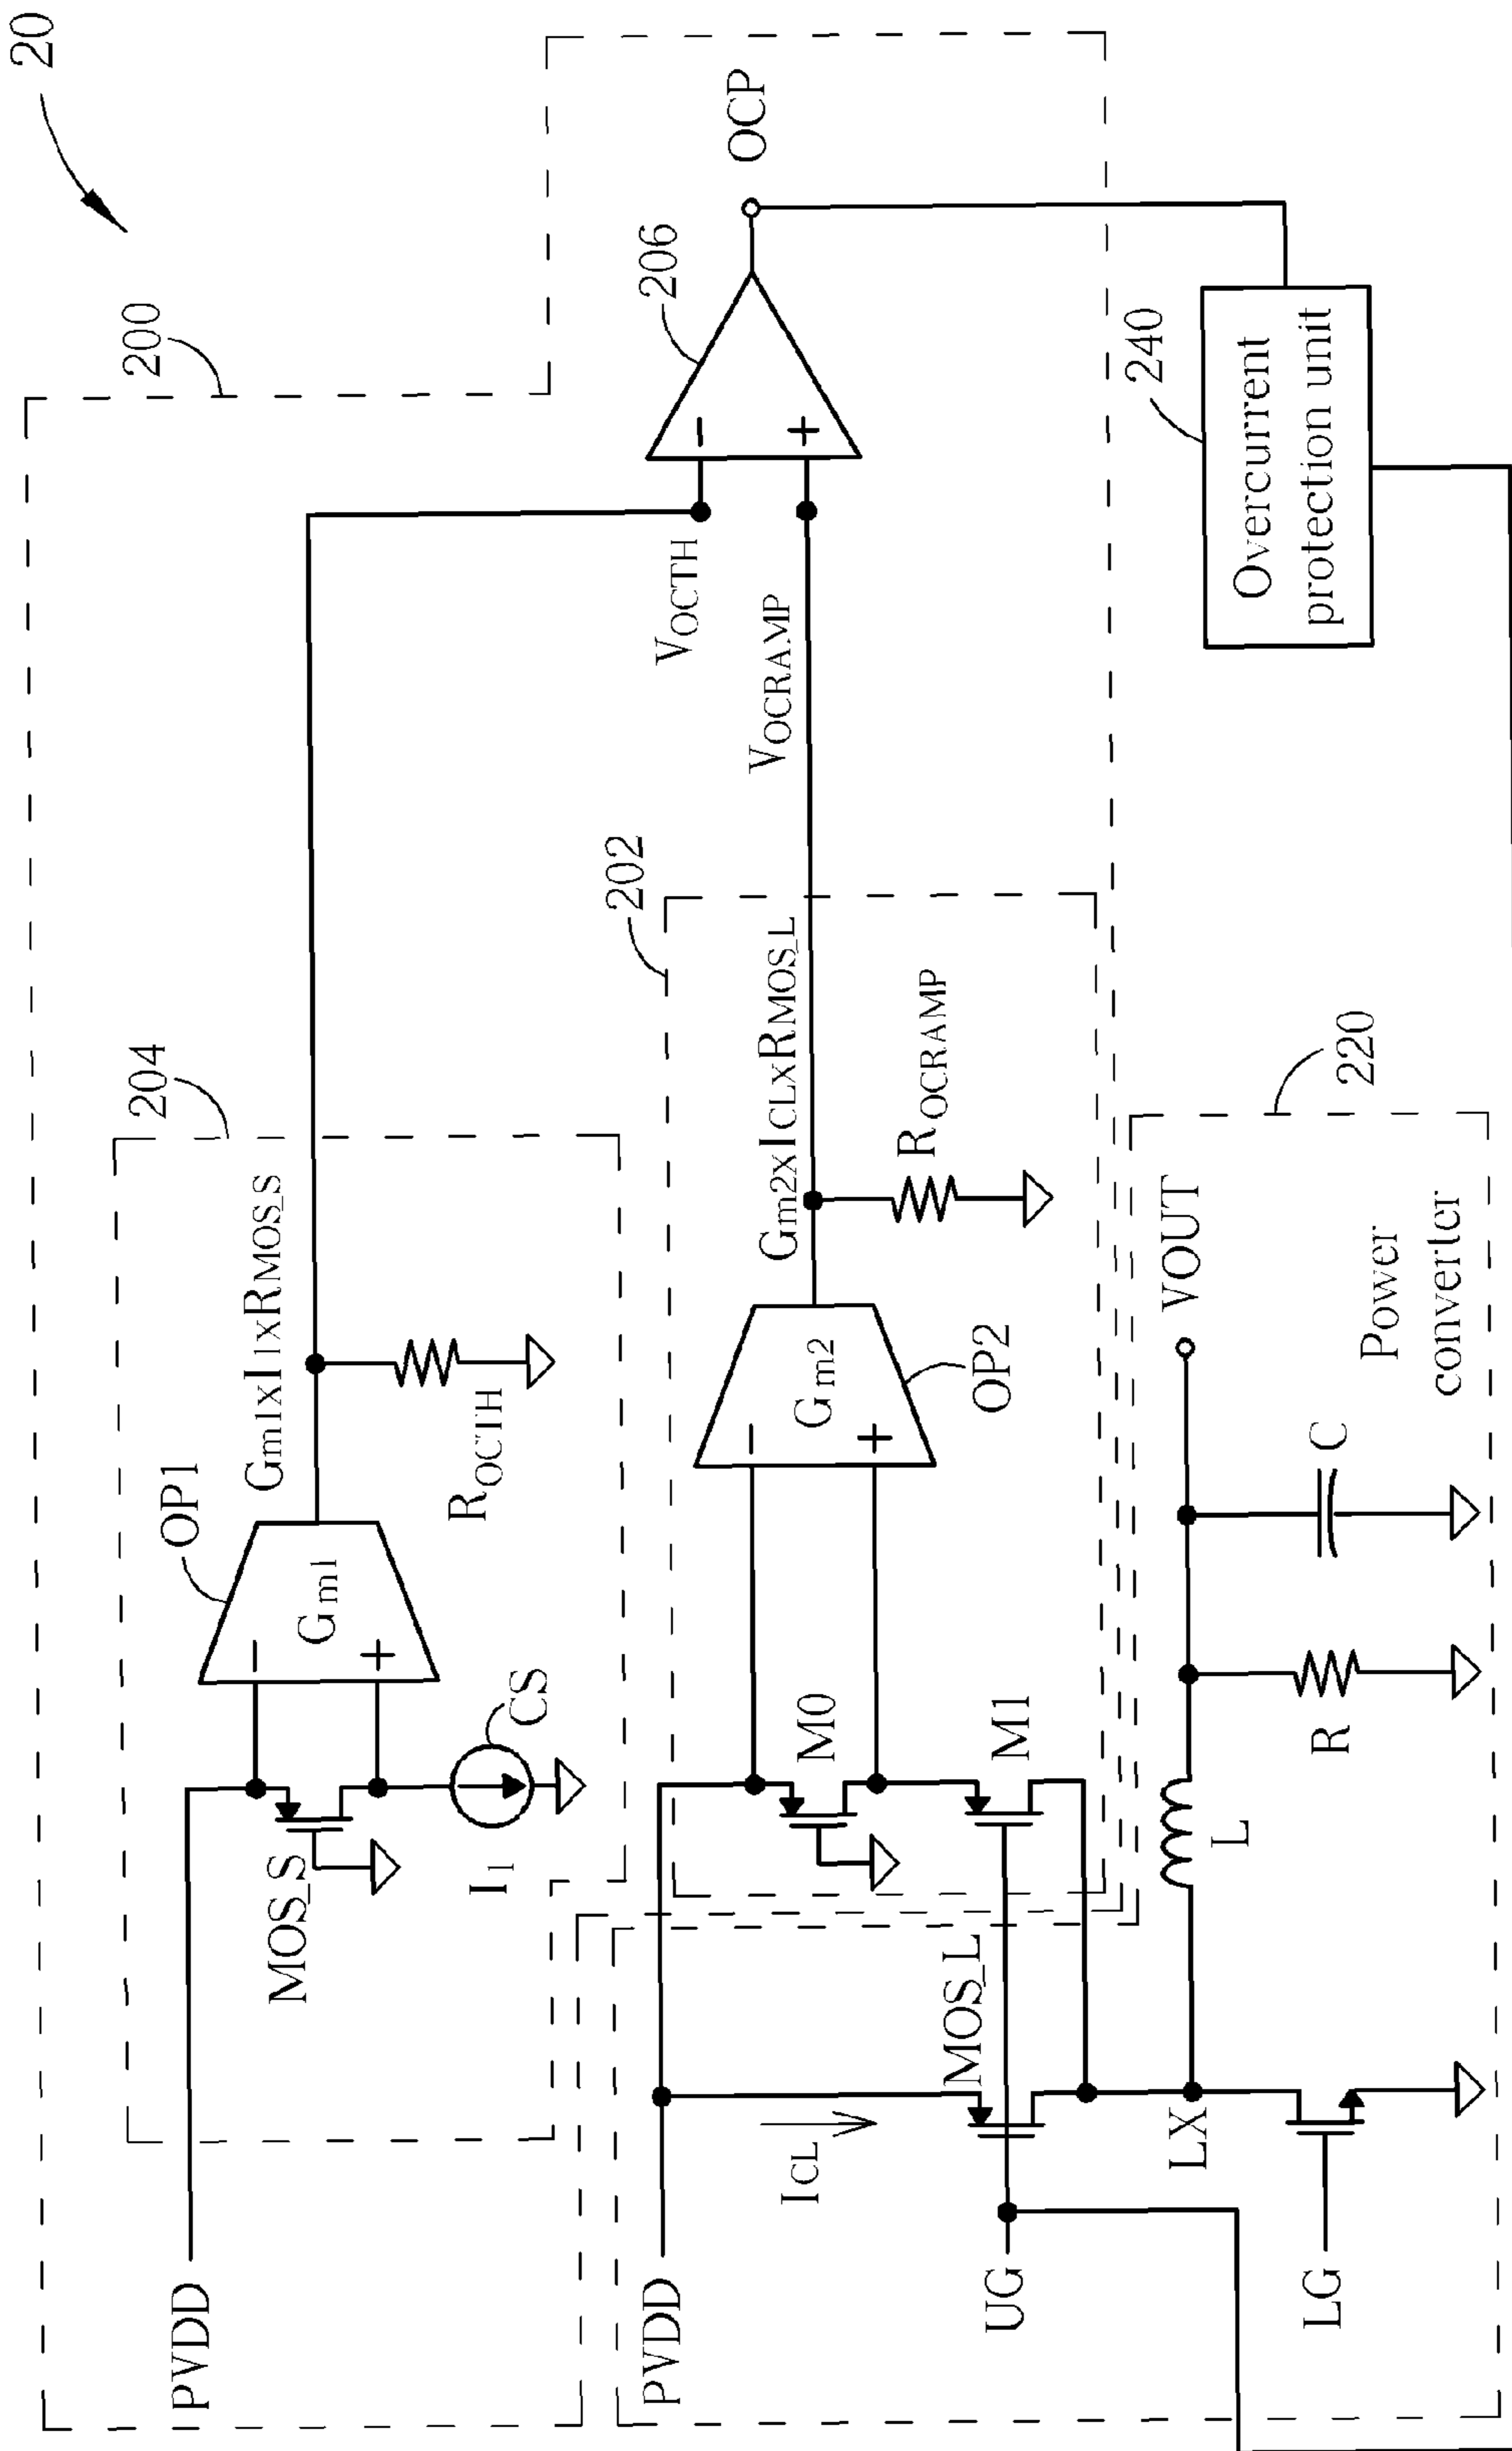 20
200
204
OP1
Gm1xI1xRMOS_S
PVDD
MOS_S
Gm1
I1
CS
ROCTH
206
OCP
VOCTH
VOCRAMP
202
Gm2xICLxRMOS_L
M0
Gm2
OP2
ROCRAMP
M1
240
Overcurrent
protection unit
PVDD
ICL
MOS_L
UG
LX
LG
L
R
C
VOUT
220
Power
converter